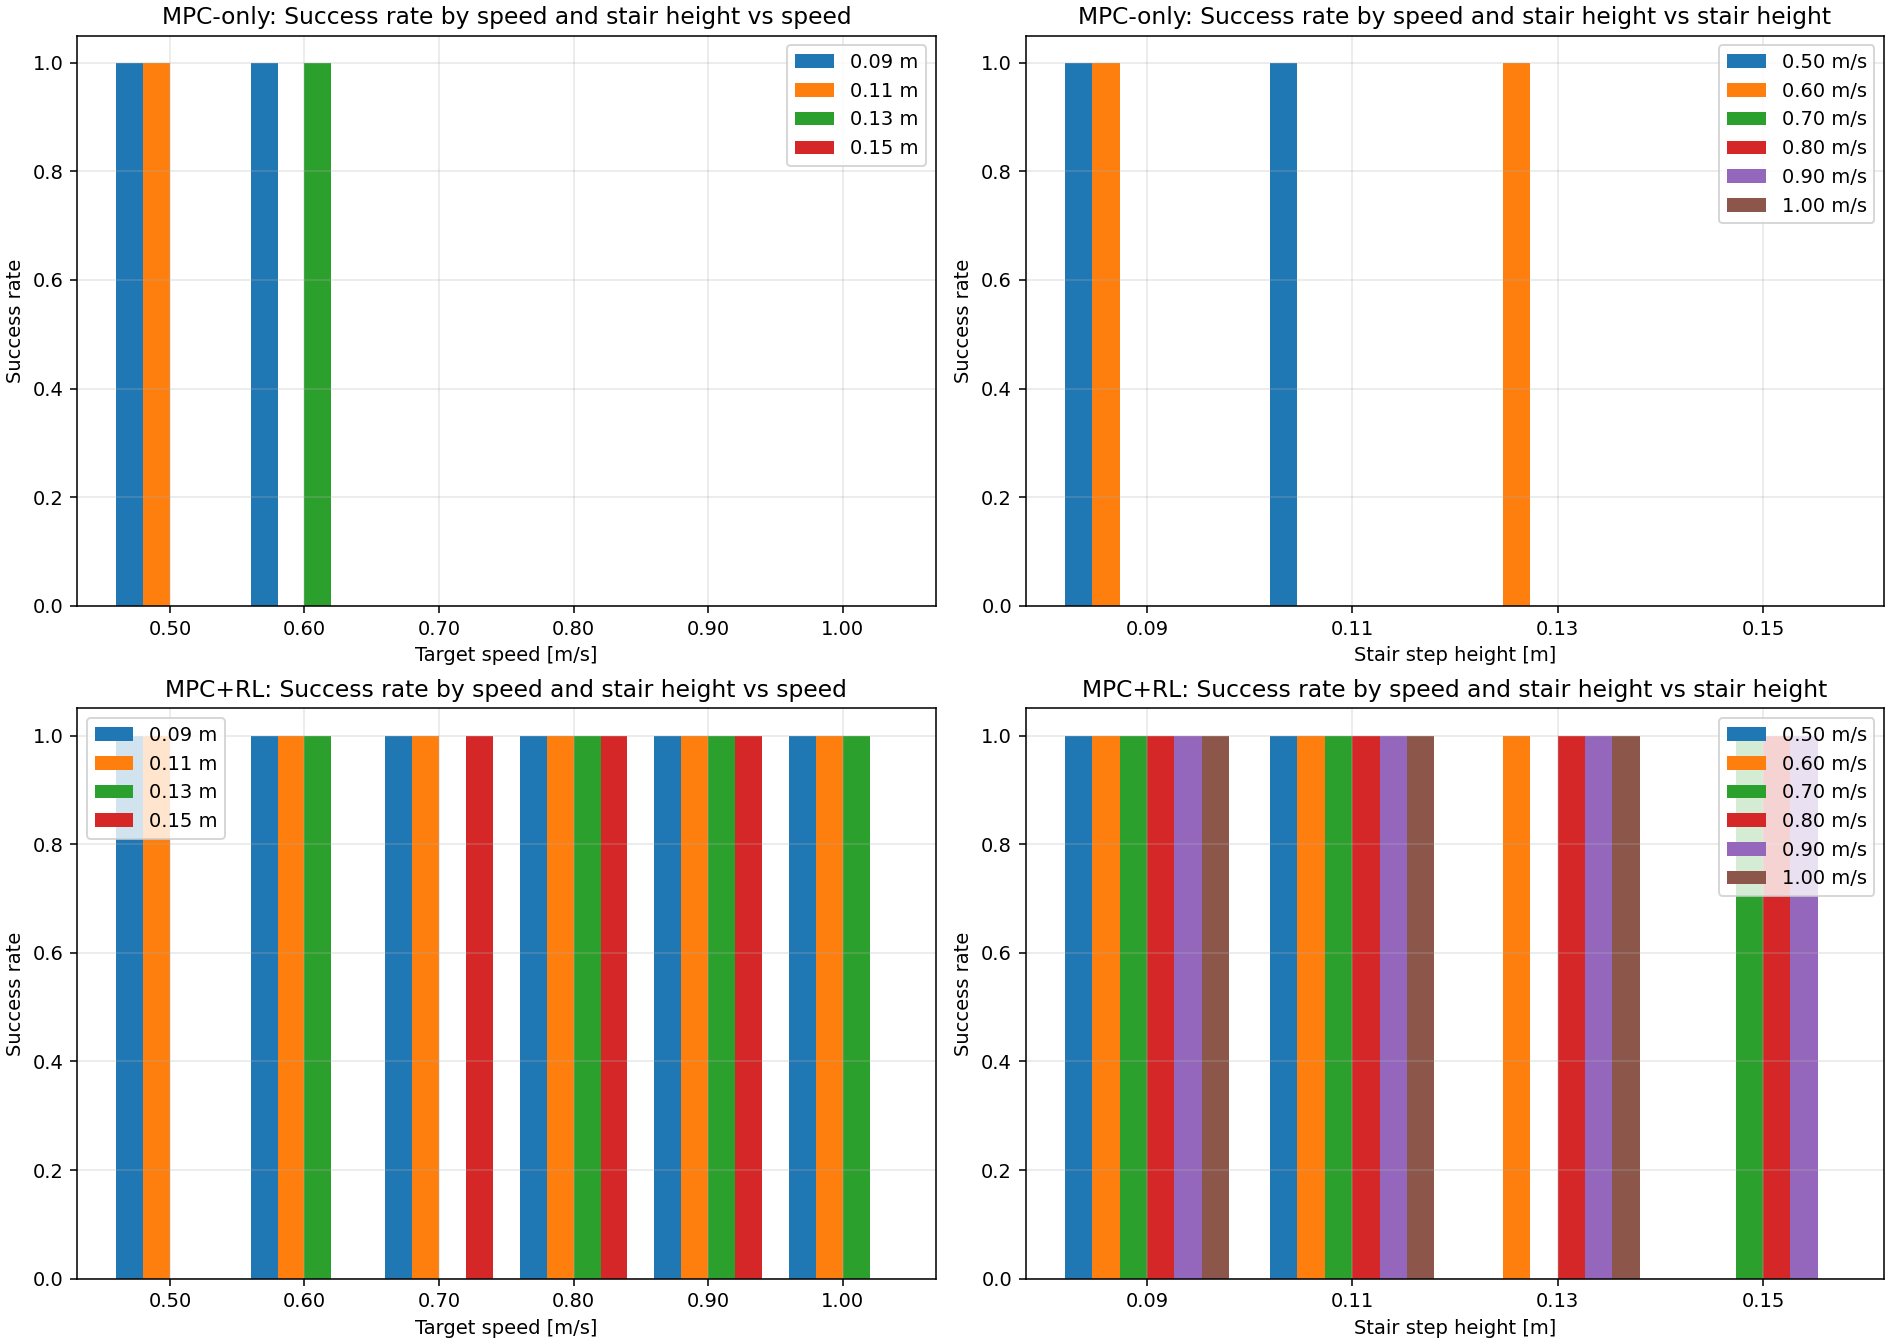 MPC-only: Success rate by speed and stair height vs speed
Success rate
1.0
0.8
0.6
0.4
0.2
0.0
0.09 m
0.11 m
0.13 m
0.15 m
0.50 0.60 0.70 0.80 0.90 1.00
Target speed [m/s]
MPC-only: Success rate by speed and stair height vs stair height
Success rate
1.0
0.8
0.6
0.4
0.2
0.0
0.50 m/s
0.60 m/s
0.70 m/s
0.80 m/s
0.90 m/s
1.00 m/s
0.09 0.11 0.13 0.15
Stair step height [m]
MPC+RL: Success rate by speed and stair height vs speed
Success rate
1.0
0.8
0.6
0.4
0.2
0.0
0.09 m
0.11 m
0.13 m
0.15 m
0.50 0.60 0.70 0.80 0.90 1.00
Target speed [m/s]
MPC+RL: Success rate by speed and stair height vs stair height
Success rate
1.0
0.8
0.6
0.4
0.2
0.0
0.50 m/s
0.60 m/s
0.70 m/s
0.80 m/s
0.90 m/s
1.00 m/s
0.09 0.11 0.13 0.15
Stair step height [m]